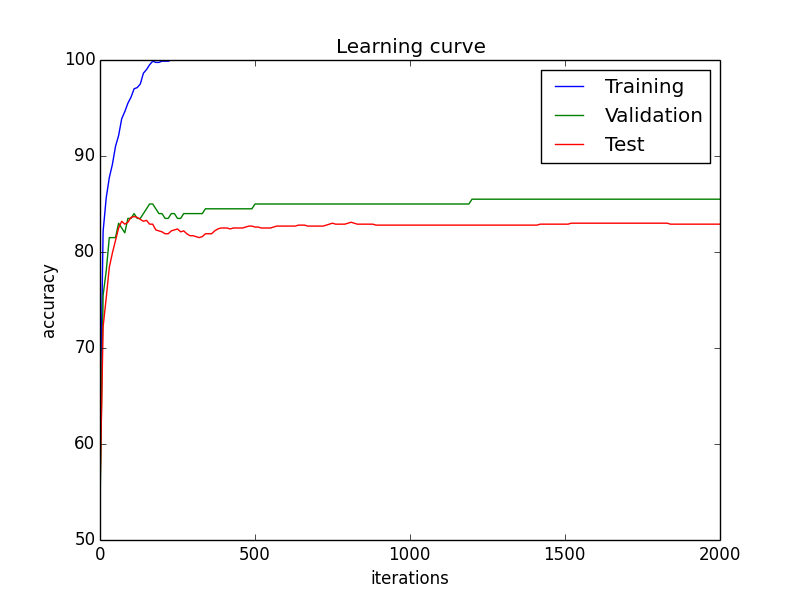 Learning curve
100
90
80
70
60
50
accuracy
Training
Validation
Test
0 500 1000 1500 2000
iterations